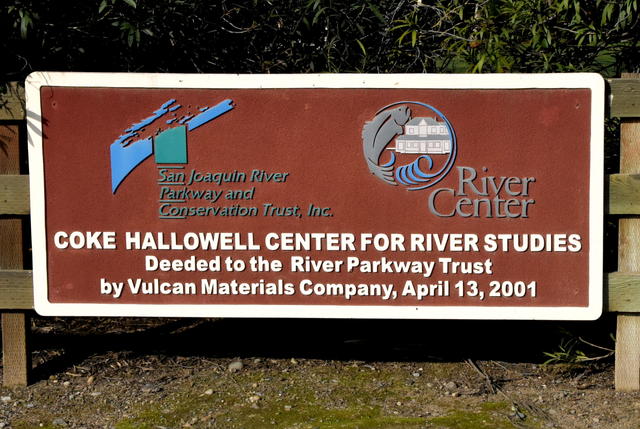 San Joaquin River
Parkway and
Conservation Trust, Inc.
River
Center
COKE HALLOWELL CENTER FOR RIVER STUDIES
Deeded to the River Parkway Trust
by Vulcan Materials Company, April 13, 2001